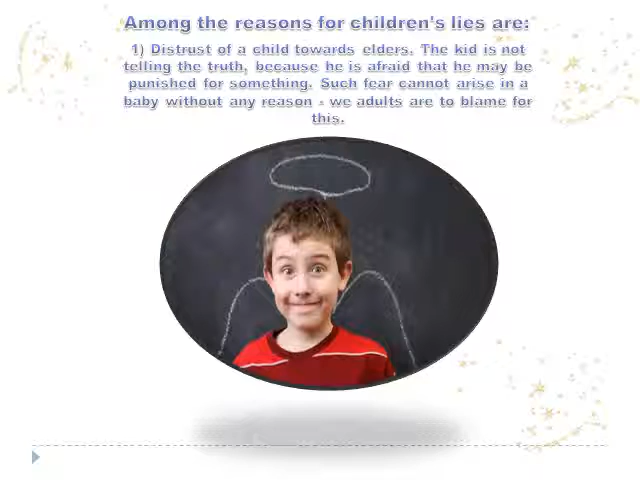 Among the reasons for children's lies are:
1) Distrust of a child towards elders. The kid is not
telling the truth, because he is afraid that he may be
punished for something. Such fear cannot arise in a
baby without any reason - we adults are to blame for
this.